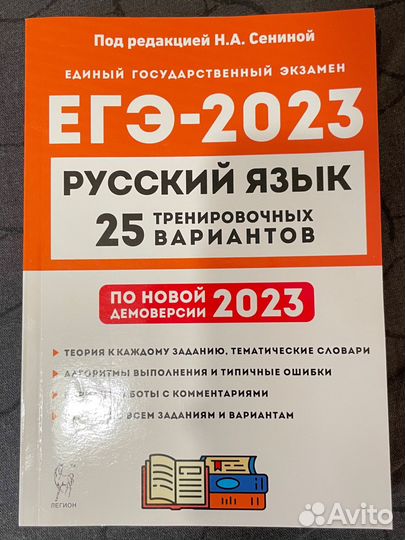 Под редакцией Н.А. Сениной
ЕДИНЫЙ ГОСУДАРСТВЕННЫЙ ЭКЗАМЕН
ЕГЭ-2023
РУССКИЙ ЯЗЫК
25 ТРЕНИРОВОЧНЫХ
ВАРИАНТОВ
ПО НОВОЙ
ДЕМОВЕРСИИ 2023
ТЕОРИЯ К КАЖДОМУ ЗАДАНИЮ, ТЕМАТИЧЕСКИЕ СЛОВАРИ
АЛГОРИТМЫ ВЫПОЛНЕНИЯ И ТИПИЧНЫЕ ОШИБКИ
С КОММЕНТАРИЯМИ
ВСЕМ ЗАДАНИЯМ И ВАРИАНТАМ
ЛЕГИОН
Avito